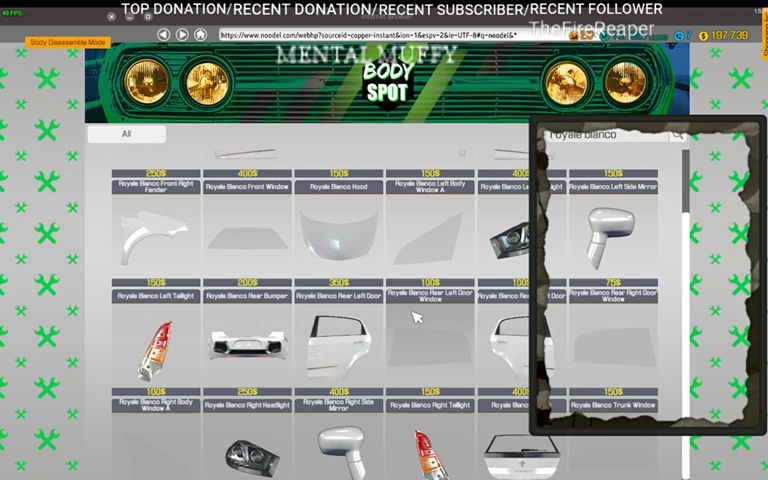 TOP DONATION/RECENT DONATION/RECENT SUBSCRIBER/RECENT FOLLOWER
49 FPS
TheFireReaper
Body Disassemble Mode
https://www.noodel.com/webhp?sourceid=copper-instant&ion=1&espv=2&ie=UTF-8#q=noodel&*
7
197,739
MENTAL MUFFY
BODY
SPOT
All
royale bianco
250$
400$
150$
150$
400$
150$
Royale Bianco Front Right Fender
Royale Bianco Front Window
Royale Bianco Hood
Royale Bianco Left Body Window A
Royale Bianco Left Side Mirror
150$
200$
350$
100$
100$
75$
Royale Bianco Left Taillight
Royale Bianco Rear Bumper
Royale Bianco Rear Left Door
Royale Bianco Rear Left Door Window
Royale Bianco Rear Right Door Window
100$
250$
400$
150$
150$
Royale Bianco Right Body Window A
Royale Bianco Right Headlight
Royale Bianco Right Side Mirror
Royale Bianco Right Taillight
Royale Bianco Trunk Window